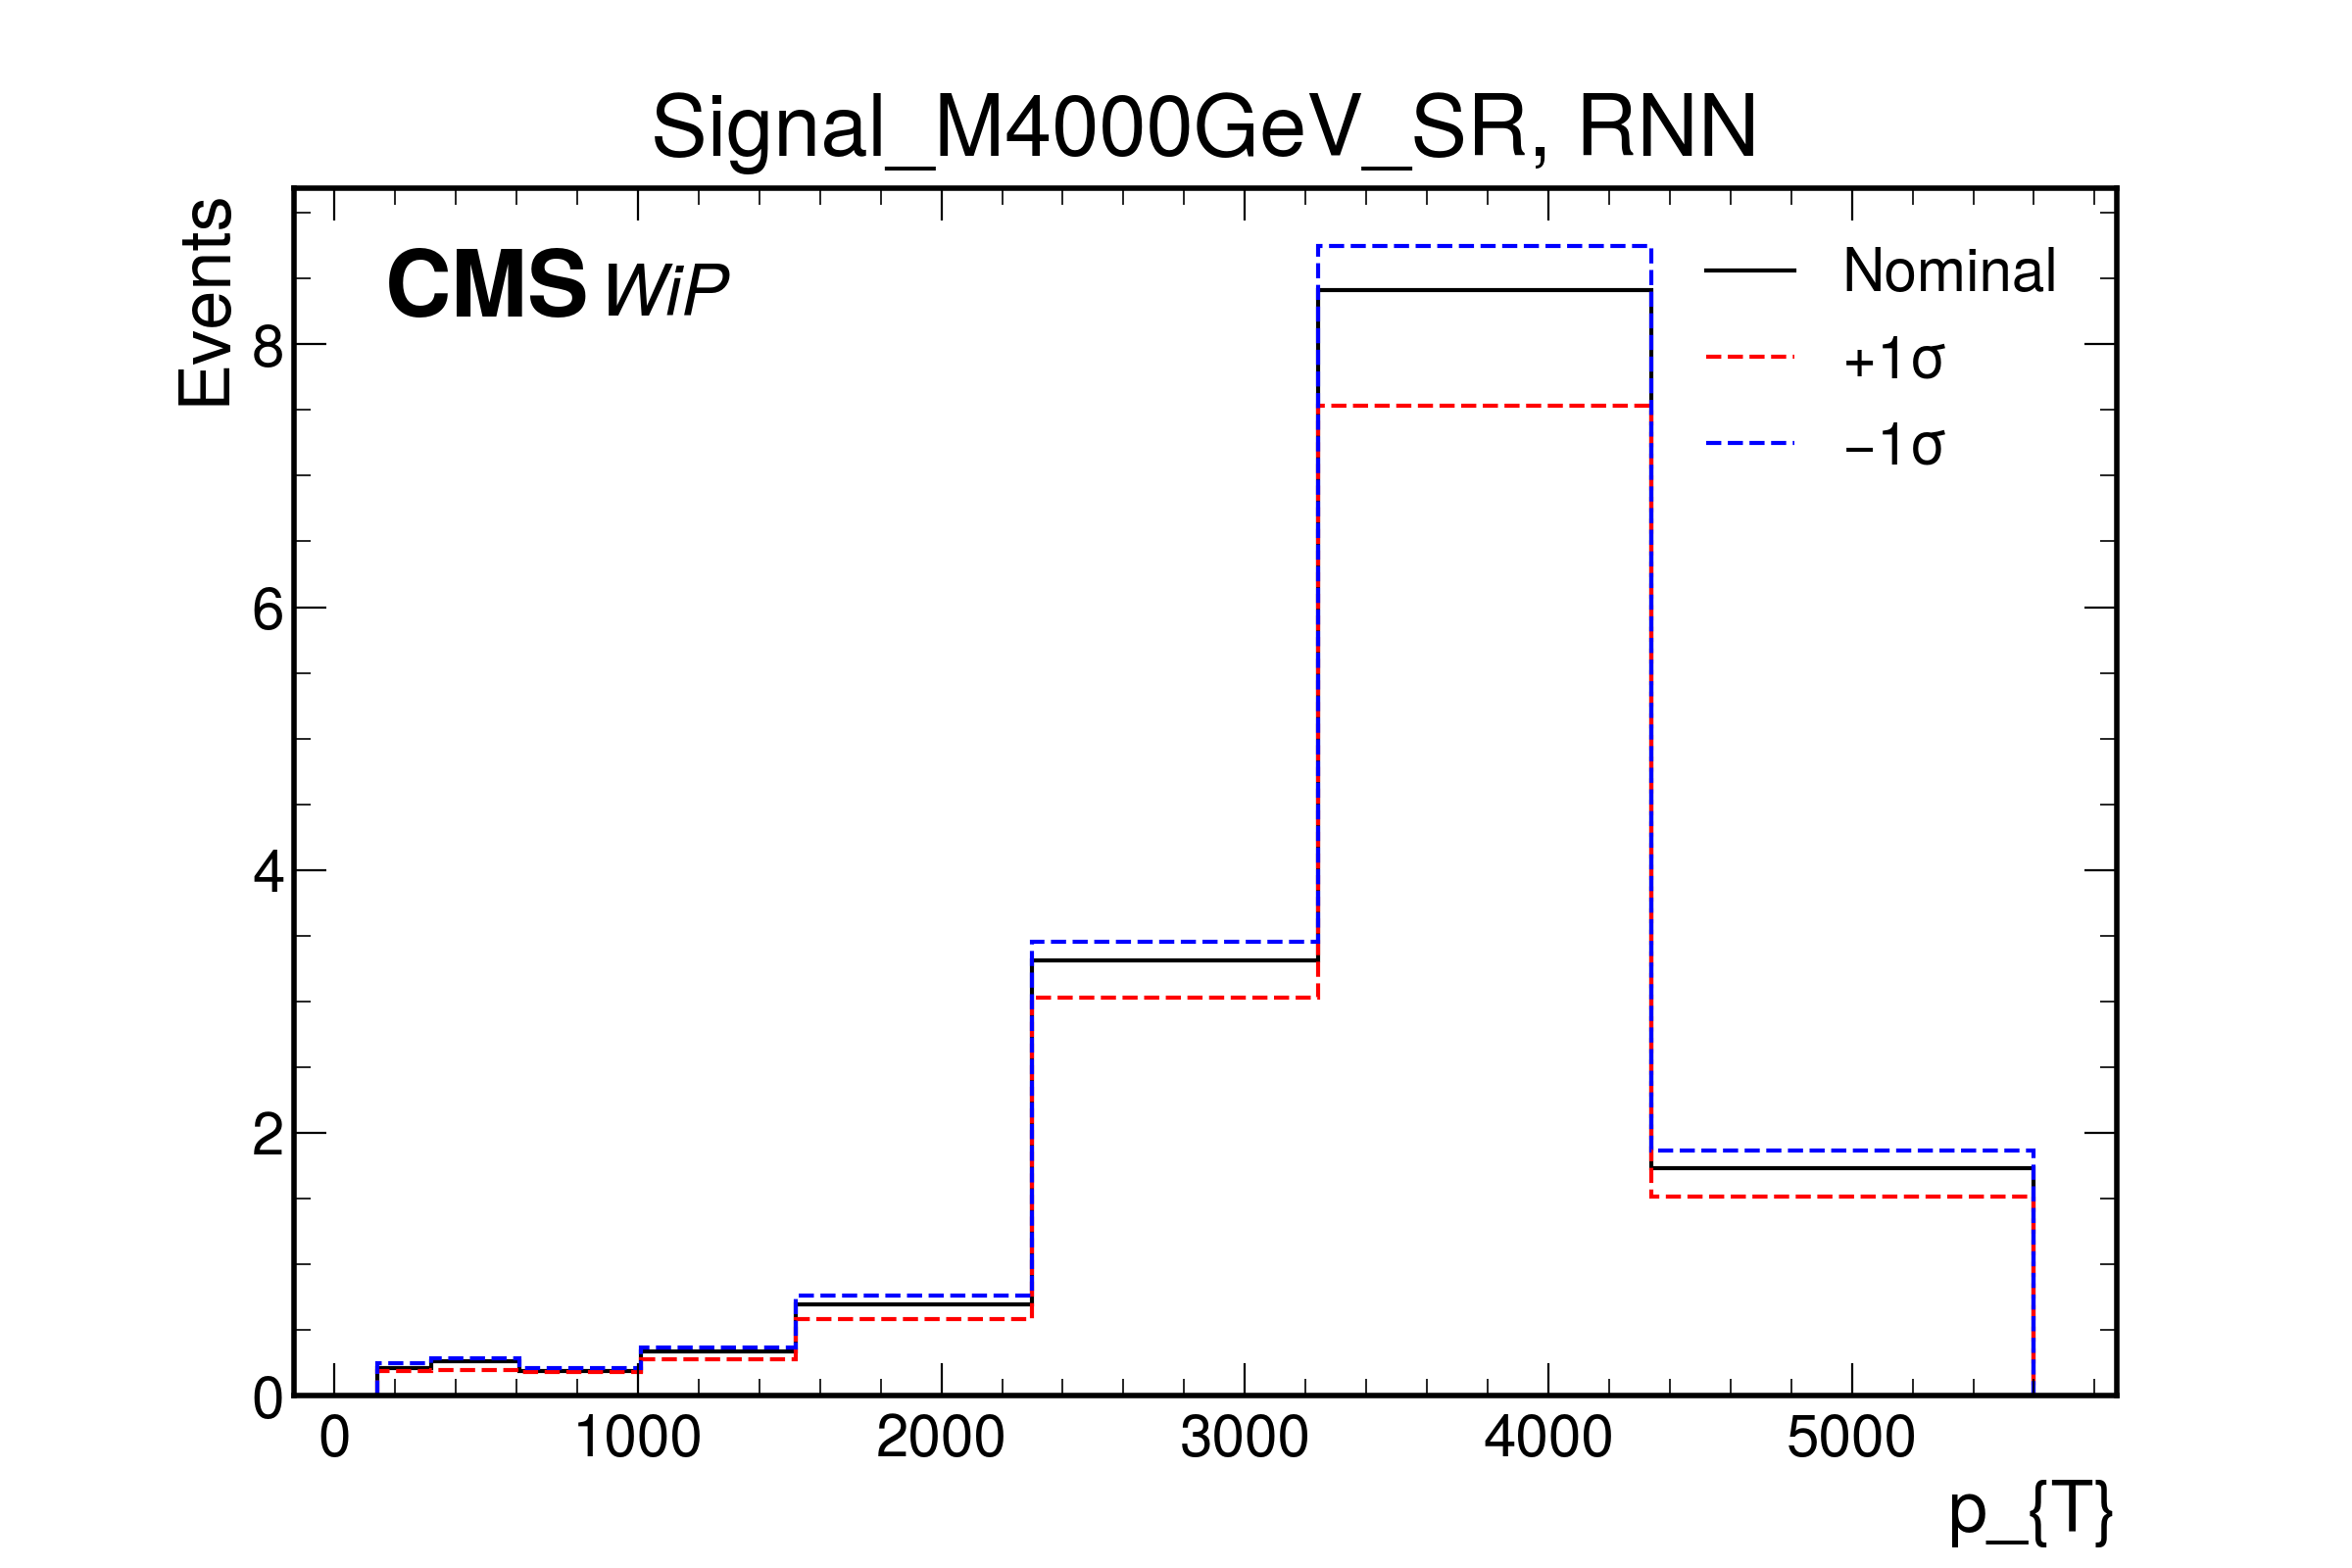 Signal_M4000GeV_SR, RNN
Events
CMS WiP
Nominal
+1σ
−1σ
8
6
4
2
0
0 1000 2000 3000 4000 5000
p_{T}